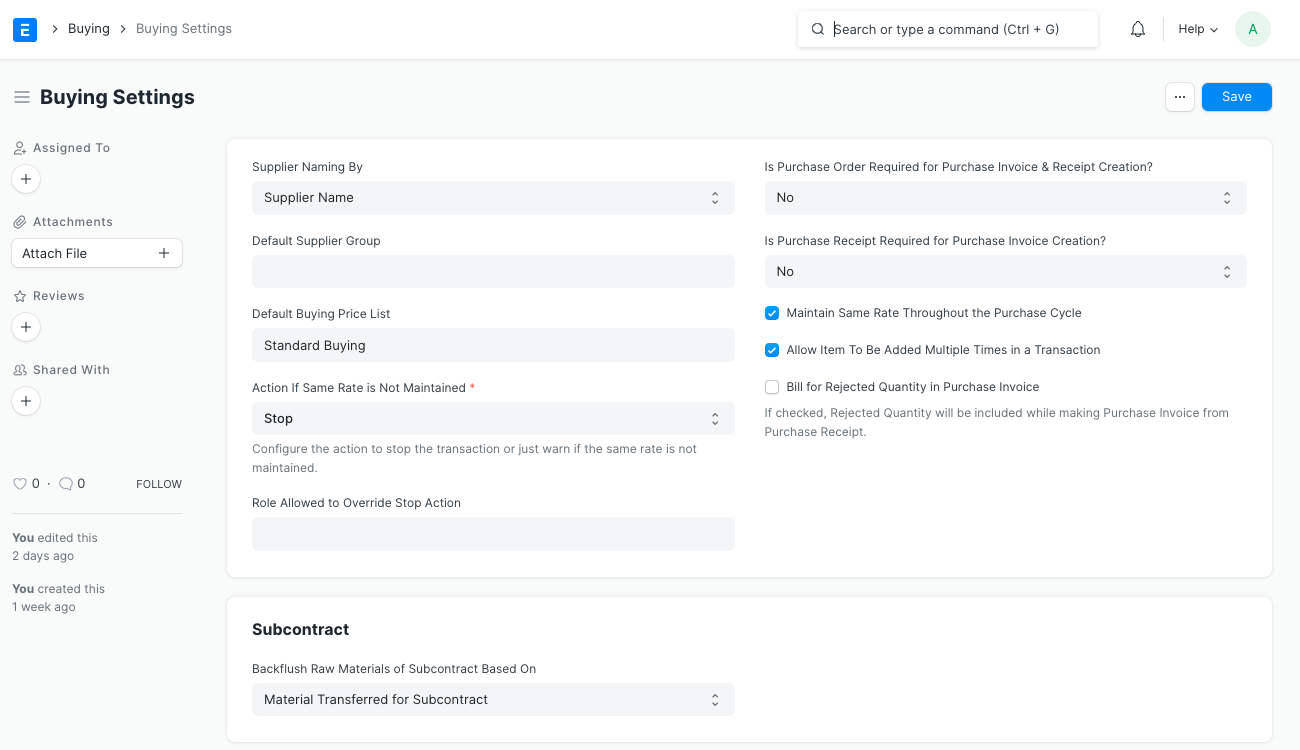 E
Buying
Buying Settings
Search or type a command (Ctrl + G)
Help
A
Buying Settings
···
Save
Assigned To
Attachments
Attach File
Reviews
Shared With
0 · 0 FOLLOW
You edited this
2 days ago
You created this
1 week ago
Supplier Naming By
Supplier Name
Default Supplier Group
Default Buying Price List
Standard Buying
Action If Same Rate is Not Maintained *
Stop
Configure the action to stop the transaction or just warn if the same rate is not
maintained.
Role Allowed to Override Stop Action
Is Purchase Order Required for Purchase Invoice & Receipt Creation?
No
Is Purchase Receipt Required for Purchase Invoice Creation?
No
Maintain Same Rate Throughout the Purchase Cycle
Allow Item To Be Added Multiple Times in a Transaction
Bill for Rejected Quantity in Purchase Invoice
If checked, Rejected Quantity will be included while making Purchase Invoice from
Purchase Receipt.
Subcontract
Backflush Raw Materials of Subcontract Based On
Material Transferred for Subcontract